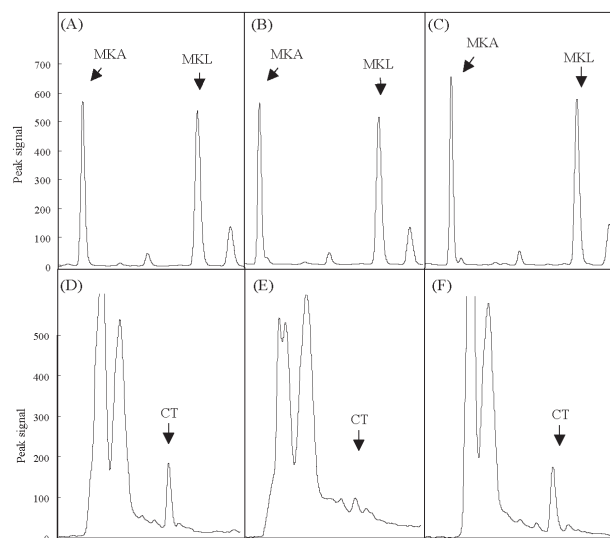 (A)
(B)
(C)
MKA
MKL
MKA
MKL
MKA
MKL
Peak signal
700
600
500
400
300
200
100
0
(D)
(E)
(F)
CT
CT
CT
Peak signal
500
400
300
200
100
0